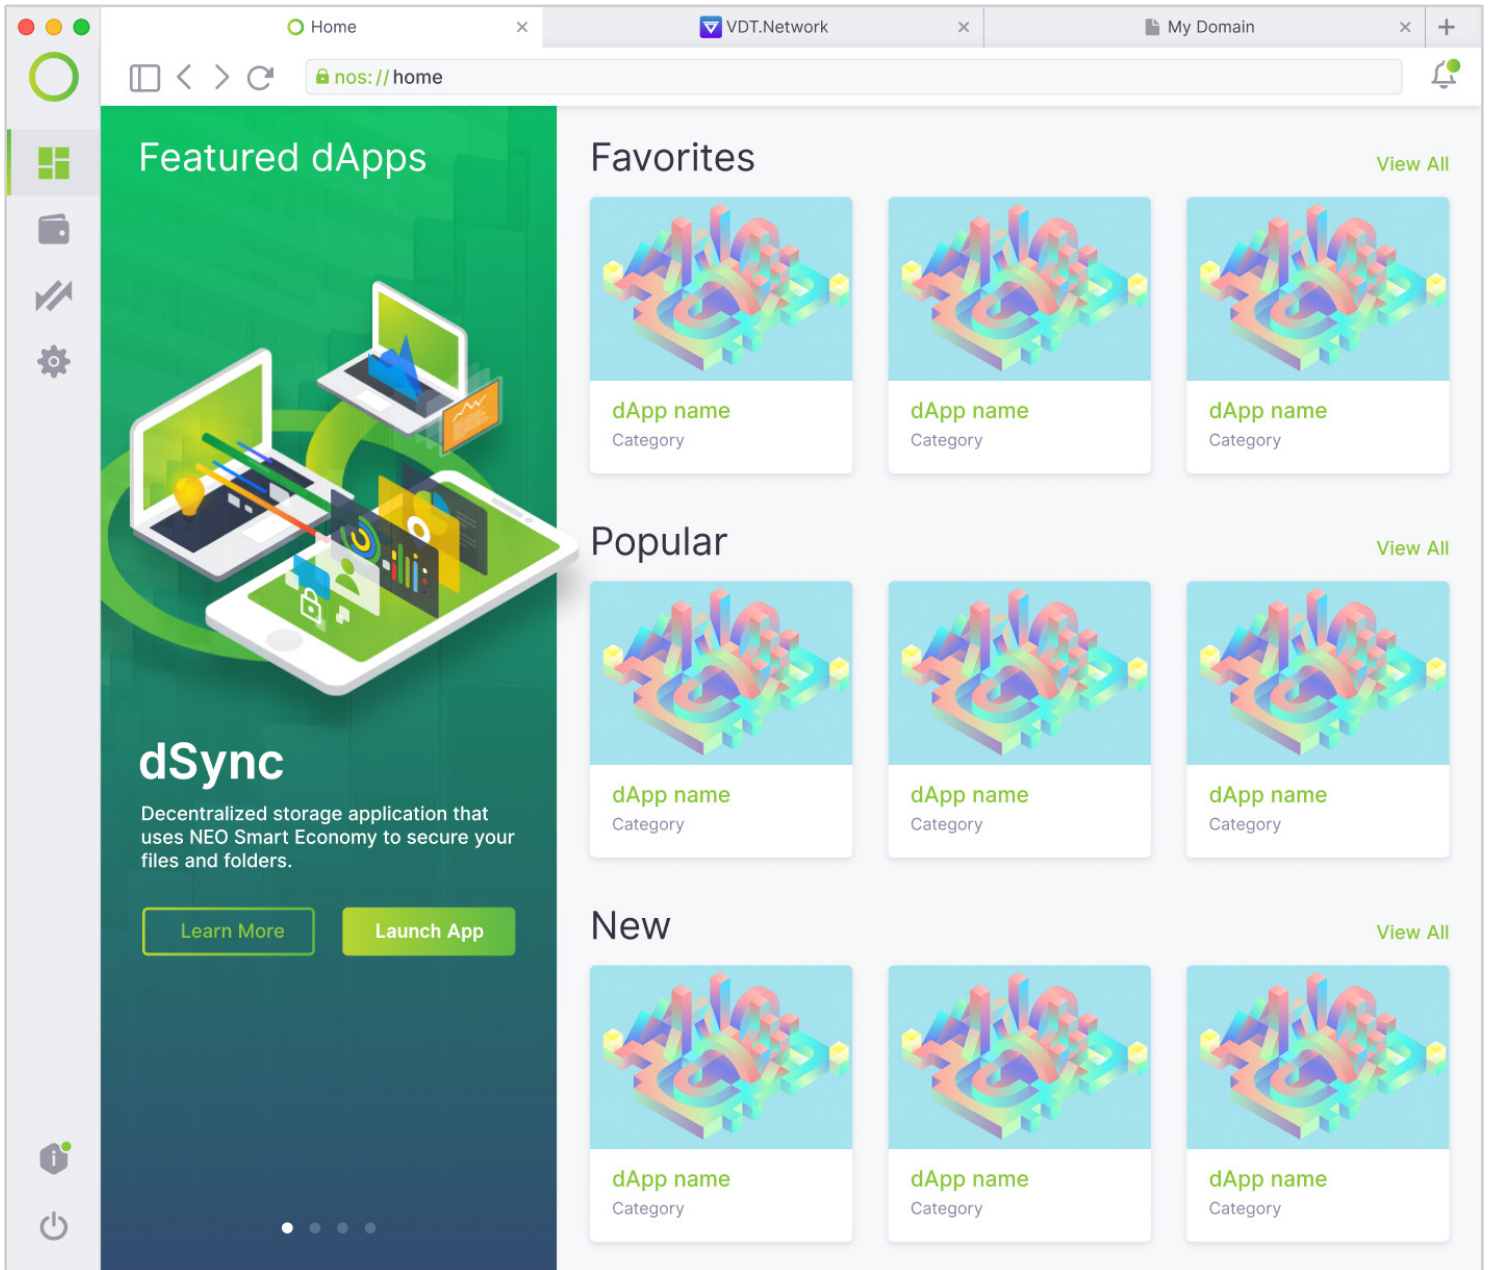 Home
VDT.Network
My Domain
nos://home
Featured dApps
dSync
Decentralized storage application that
uses NEO Smart Economy to secure your
files and folders.
Learn More
Launch App
Favorites
View All
dApp name
Category
dApp name
Category
dApp name
Category
Popular
View All
dApp name
Category
dApp name
Category
dApp name
Category
New
View All
dApp name
Category
dApp name
Category
dApp name
Category